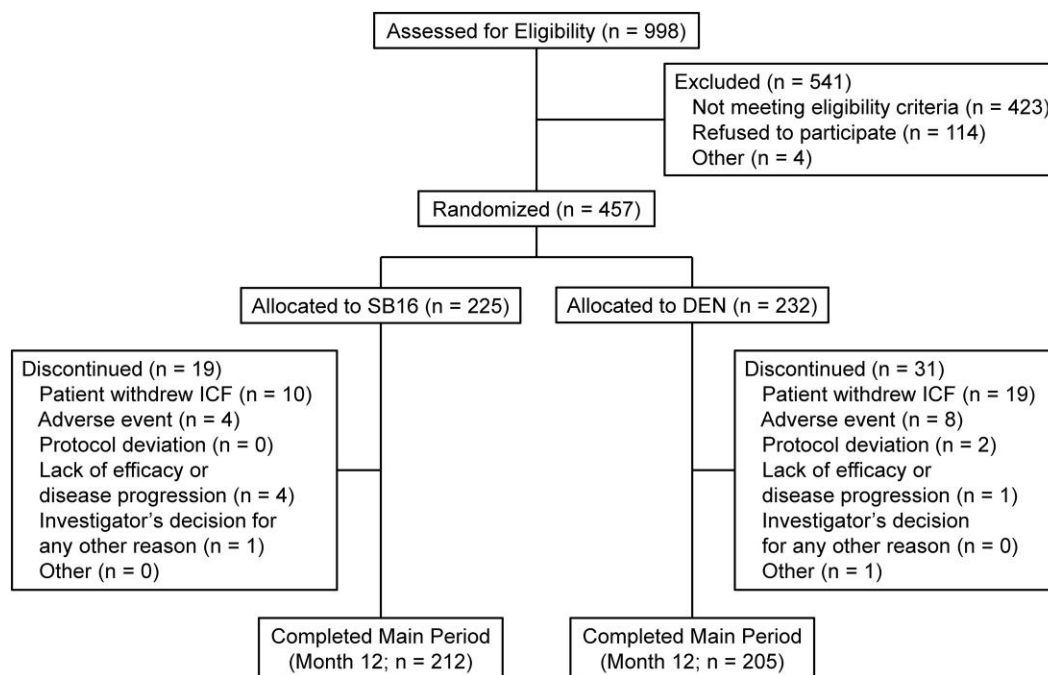 Assessed for Eligibility (n = 998)
Excluded (n = 541)
Not meeting eligibility criteria (n = 423)
Refused to participate (n = 114)
Other (n = 4)
Randomized (n = 457)
Allocated to SB16 (n = 225)
Allocated to DEN (n = 232)
Discontinued (n = 19)
Patient withdrew ICF (n = 10)
Adverse event (n = 4)
Protocol deviation (n = 0)
Lack of efficacy or
disease progression (n = 4)
Investigator's decision for
any other reason (n = 1)
Other (n = 0)
Discontinued (n = 31)
Patient withdrew ICF (n = 19)
Adverse event (n = 8)
Protocol deviation (n = 2)
Lack of efficacy or
disease progression (n = 1)
Investigator's decision
for any other reason (n = 0)
Other (n = 1)
Completed Main Period
(Month 12; n = 212)
Completed Main Period
(Month 12; n = 205)